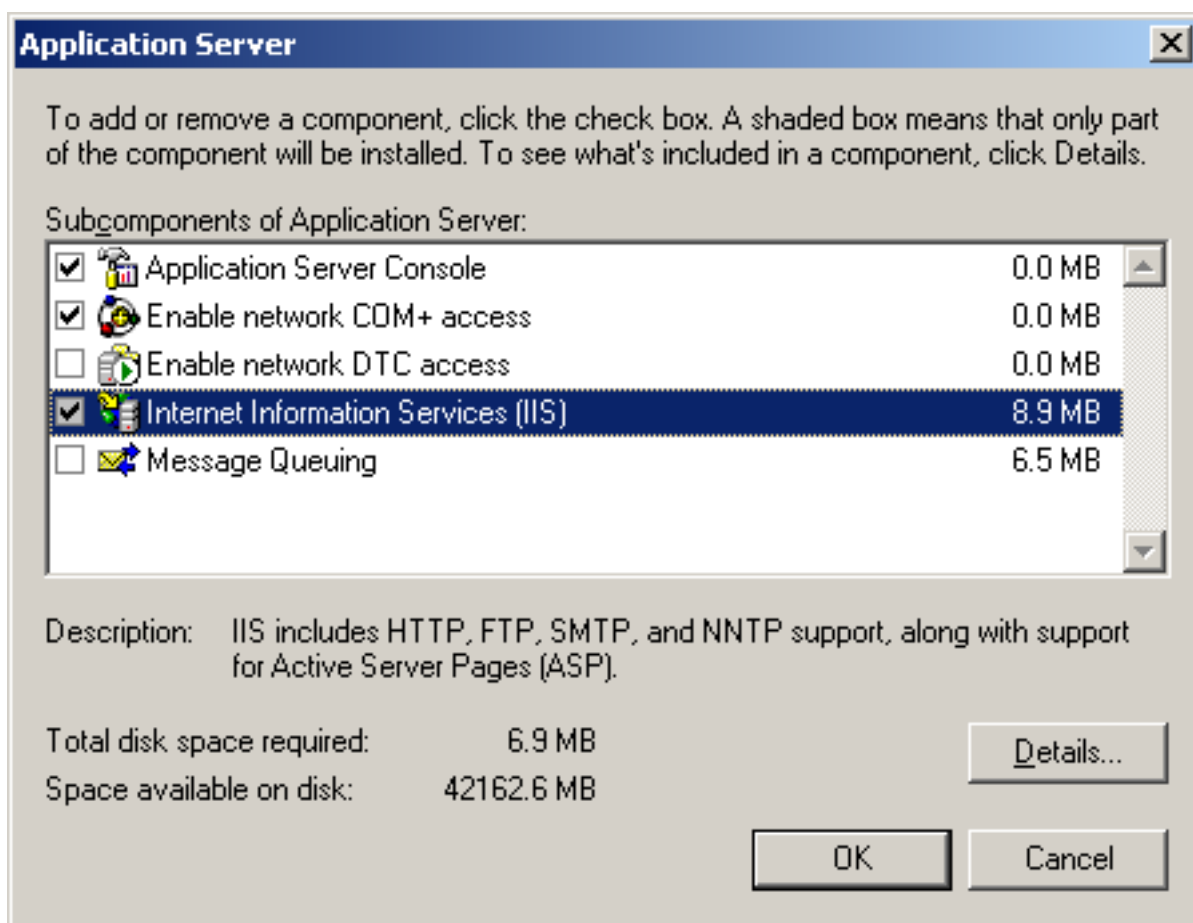 Application Server
To add or remove a component, click the check box. A shaded box means that only part
of the component will be installed. To see what's included in a component, click Details.
Subcomponents of Application Server:
Application Server Console 0.0 MB
Enable network COM+ access 0.0 MB
Enable network DTC access 0.0 MB
Internet Information Services (IIS) 8.9 MB
Message Queuing 6.5 MB
Description: IIS includes HTTP, FTP, SMTP, and NNTP support, along with support
for Active Server Pages (ASP).
Total disk space required: 6.9 MB
Details...
Space available on disk: 42162.6 MB
OK Cancel